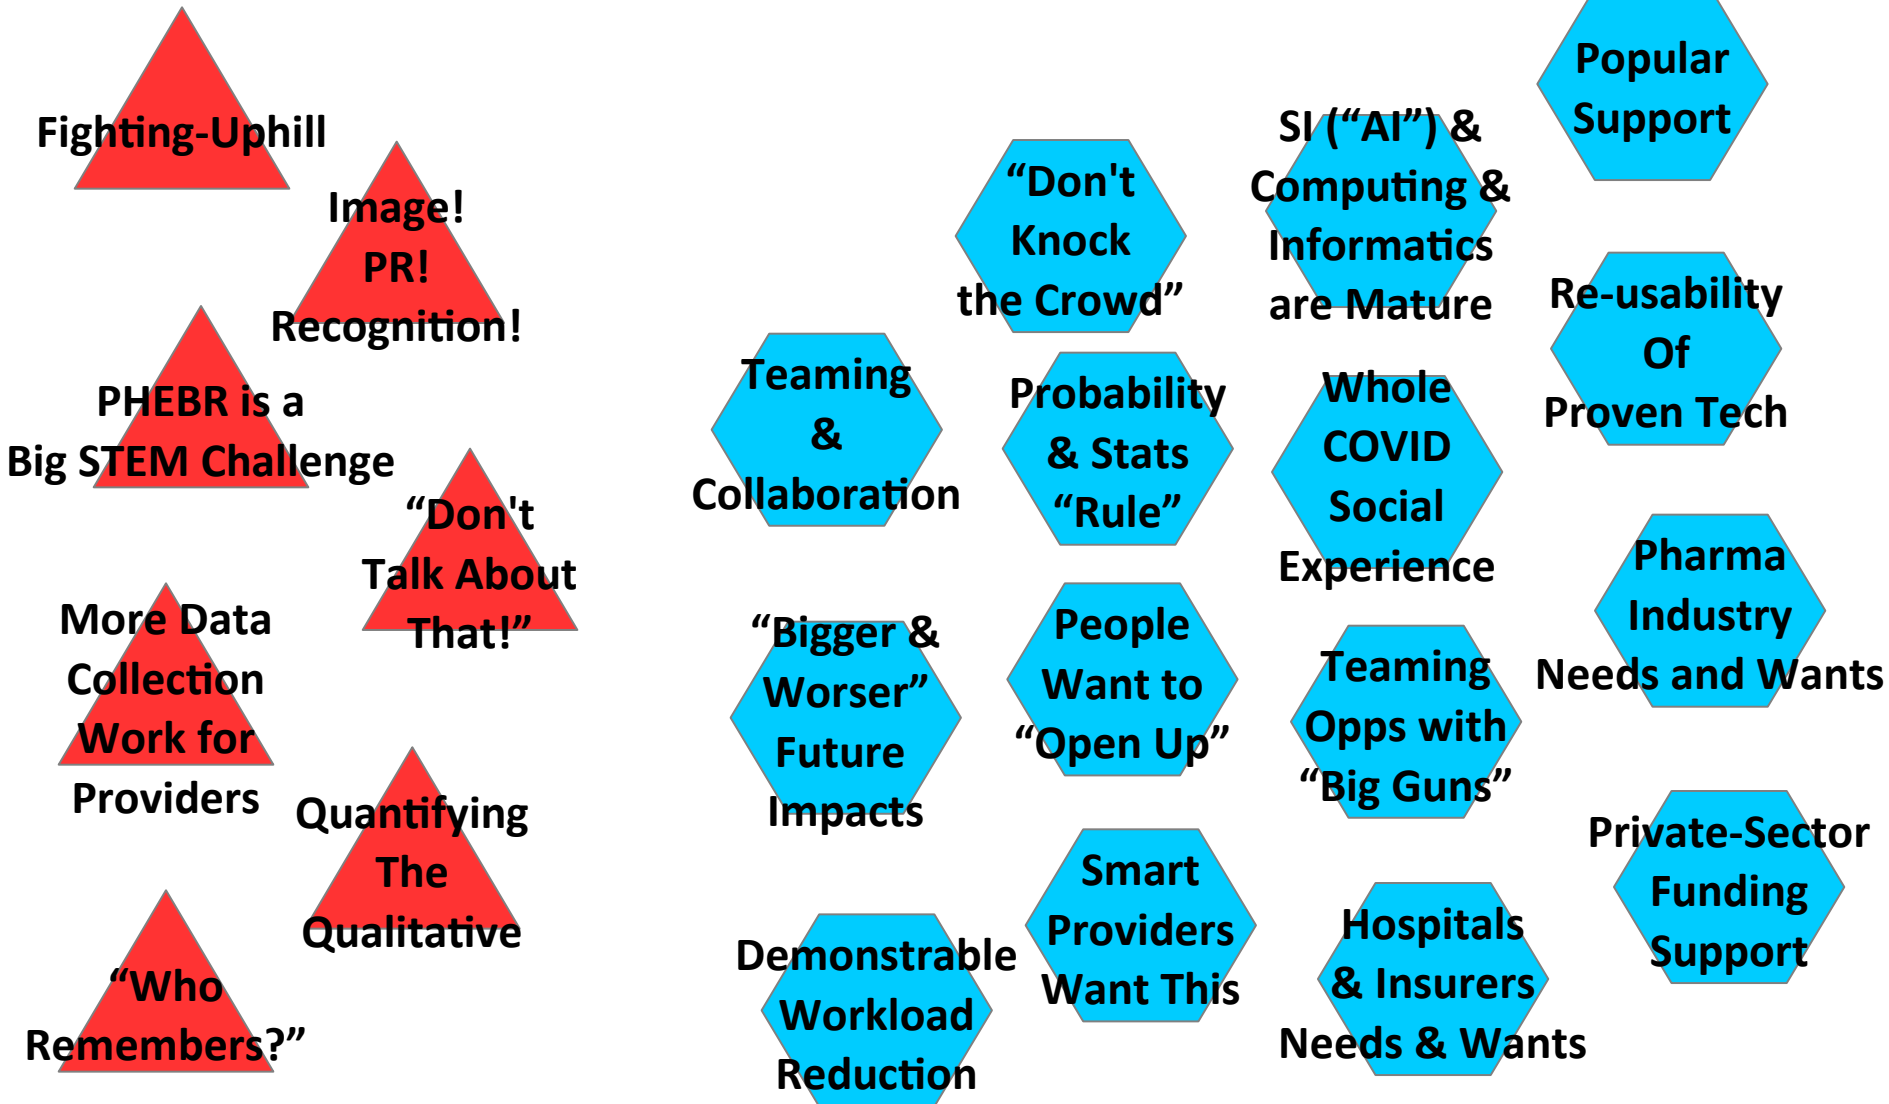 Fighting-Uphill
Image!
PR!
Recognition!
PHEBR is a
Big STEM Challenge
“Don't
Talk About
That!”
More Data
Collection
Work for
Providers
Quantifying
The
Qualitative
“Who
Remembers?”
“Don't
Knock
the Crowd”
SI (“AI”) &
Computing &
Informatics
are Mature
Popular
Support
Re-usability
Of
Proven Tech
Teaming
&
Collaboration
Probability
& Stats
“Rule”
Whole
COVID
Social
Experience
Pharma
Industry
Needs and Wants
“Bigger &
Worser”
Future
Impacts
People
Want to
“Open Up”
Teaming
Opps with
“Big Guns”
Private-Sector
Funding
Support
Demonstrable
Workload
Reduction
Smart
Providers
Want This
Hospitals
& Insurers
Needs & Wants